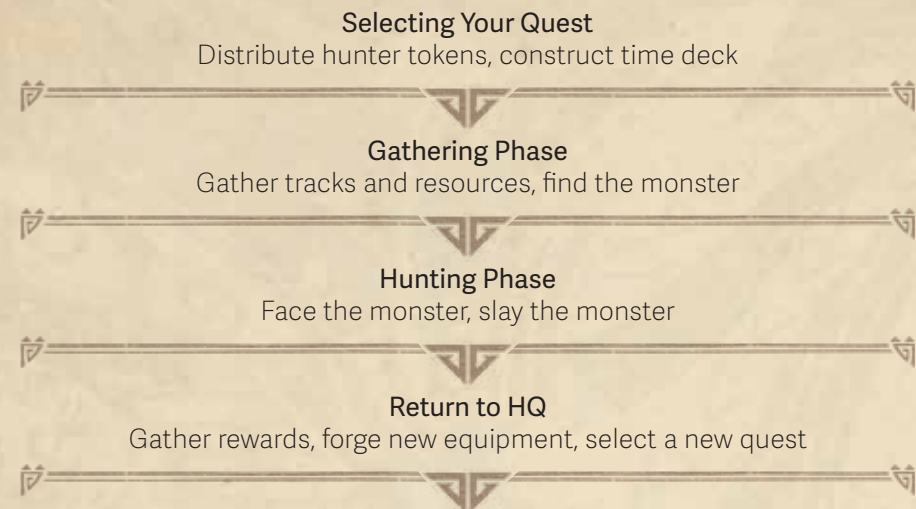 Selecting Your Quest
Distribute hunter tokens, construct time deck
Gathering Phase
Gather tracks and resources, find the monster
Hunting Phase
Face the monster, slay the monster
Return to HQ
Gather rewards, forge new equipment, select a new quest